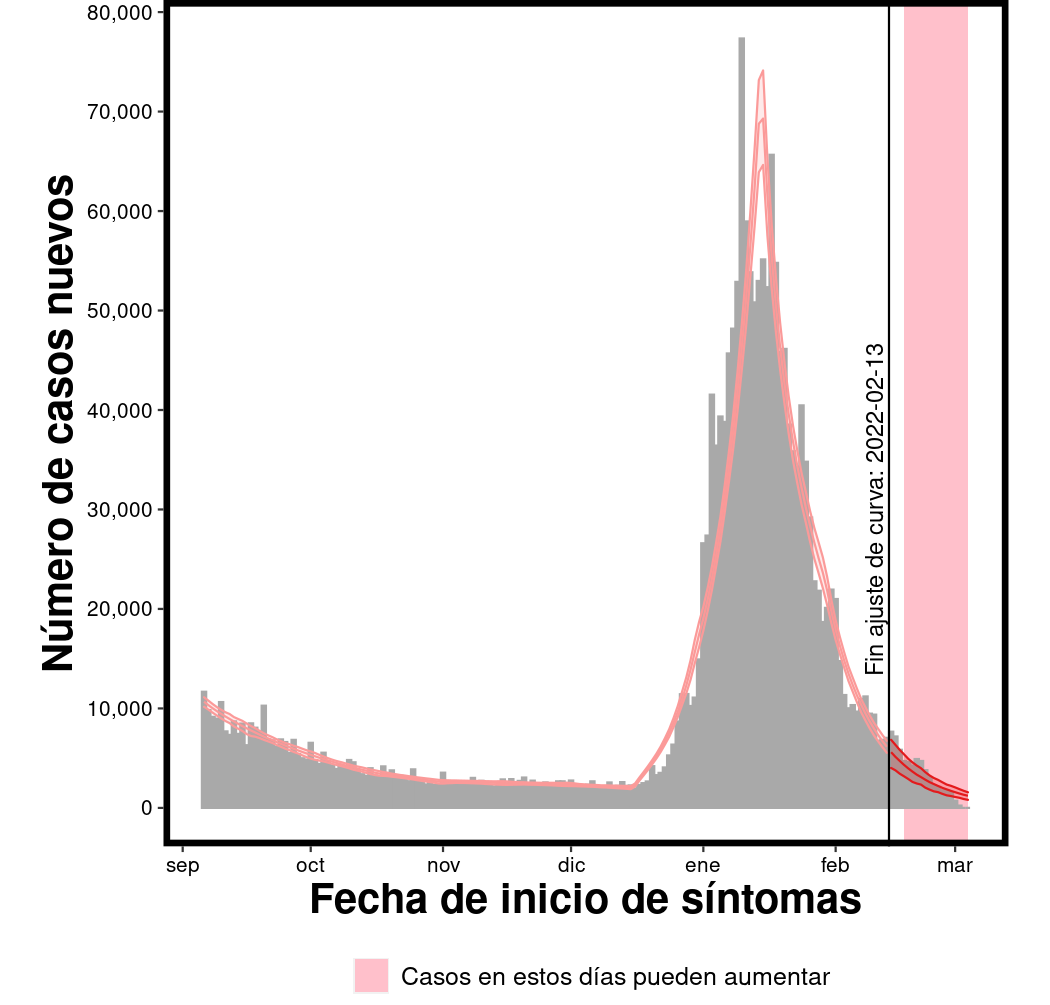 80,000
70,000
60,000
50,000
40,000
30,000
20,000
10,000
0
Número de casos nuevos
Fin ajuste de curva: 2022-02-13
sep oct nov dic ene feb mar
Fecha de inicio de síntomas
Casos en estos días pueden aumentar